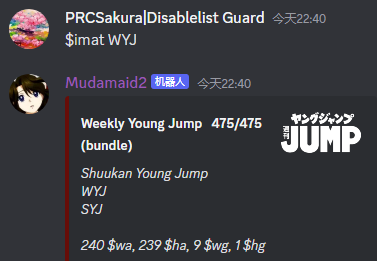 PRCSakura|Disablelist Guard 今天22:40
$imat WYJ
Mudamaid2 机器人 今天22:40
Weekly Young Jump 475/475
(bundle)
ヤングジャンプ
週刊
JUMP
Shuukan Young Jump
WYJ
SYJ
240 $wa, 239 $ha, 9 $wg, 1 $hg